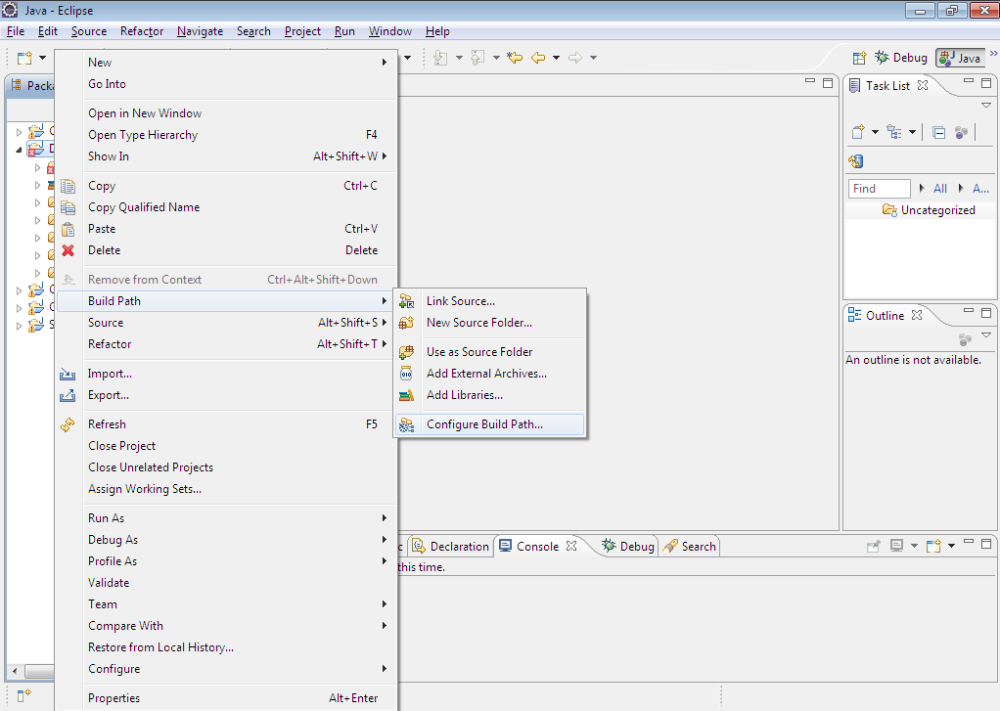 Java - Eclipse
File Edit Source Refactor Navigate Search Project Run Window Help
Debug Java »
Task List
Find All A...
Uncategorized
Outline
An outline is not available.
New
Go Into
Open in New Window
Open Type Hierarchy F4
Show In Alt+Shift+W
Copy Ctrl+C
Copy Qualified Name
Paste Ctrl+V
Delete Delete
Remove from Context Ctrl+Alt+Shift+Down
Build Path
Source Alt+Shift+S
Refactor Alt+Shift+T
Import...
Export...
Refresh F5
Close Project
Close Unrelated Projects
Assign Working Sets...
Run As
Debug As
Profile As
Validate
Team
Compare With
Restore from Local History...
Configure
Properties Alt+Enter
Link Source...
New Source Folder...
Use as Source Folder
Add External Archives...
Add Libraries...
Configure Build Path...
Declaration Console Debug Search
this time.